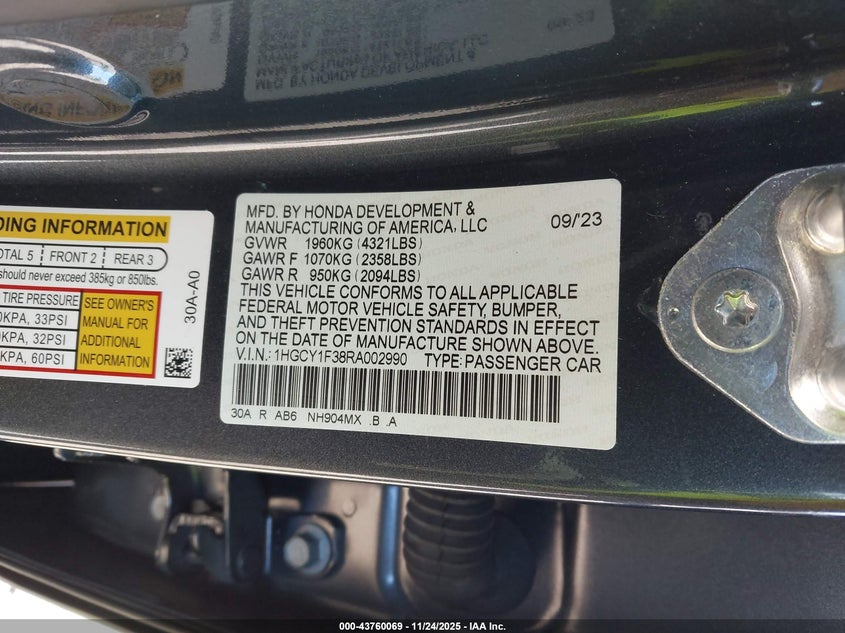 DING INFORMATION
OTAL 5 FRONT 2 REAR 3
should never exceed 385kg or 850lbs.
TIRE PRESSURE
0KPA, 33PSI
0KPA, 32PSI
KPA, 60PSI
SEE OWNER'S
MANUAL FOR
ADDITIONAL
INFORMATION
30A-A0
MFD. BY HONDA DEVELOPMENT &
MANUFACTURING OF AMERICA, LLC 09/'23
GVWR 1960KG (4321LBS)
GAWR F 1070KG (2358LBS)
GAWR R 950KG (2094LBS)
THIS VEHICLE CONFORMS TO ALL APPLICABLE
FEDERAL MOTOR VEHICLE SAFETY, BUMPER,
AND THEFT PREVENTION STANDARDS IN EFFECT
ON THE DATE OF MANUFACTURE SHOWN ABOVE.
V.I.N.: 1HGCY1F38RA002990 TYPE: PASSENGER CAR
30A R AB6 NH904MX .B .A
000-43760069 - 11/24/2025 - IAA Inc.